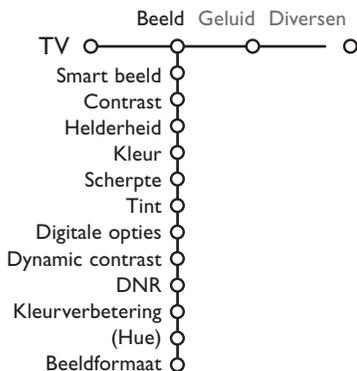 Beeld Geluid Diversen
TV
Smart beeld
Contrast
Helderheid
Kleur
Scherpte
Tint
Digitale opties
Dynamic contrast
DNR
Kleurverbetering
(Hue)
Beeldformaat